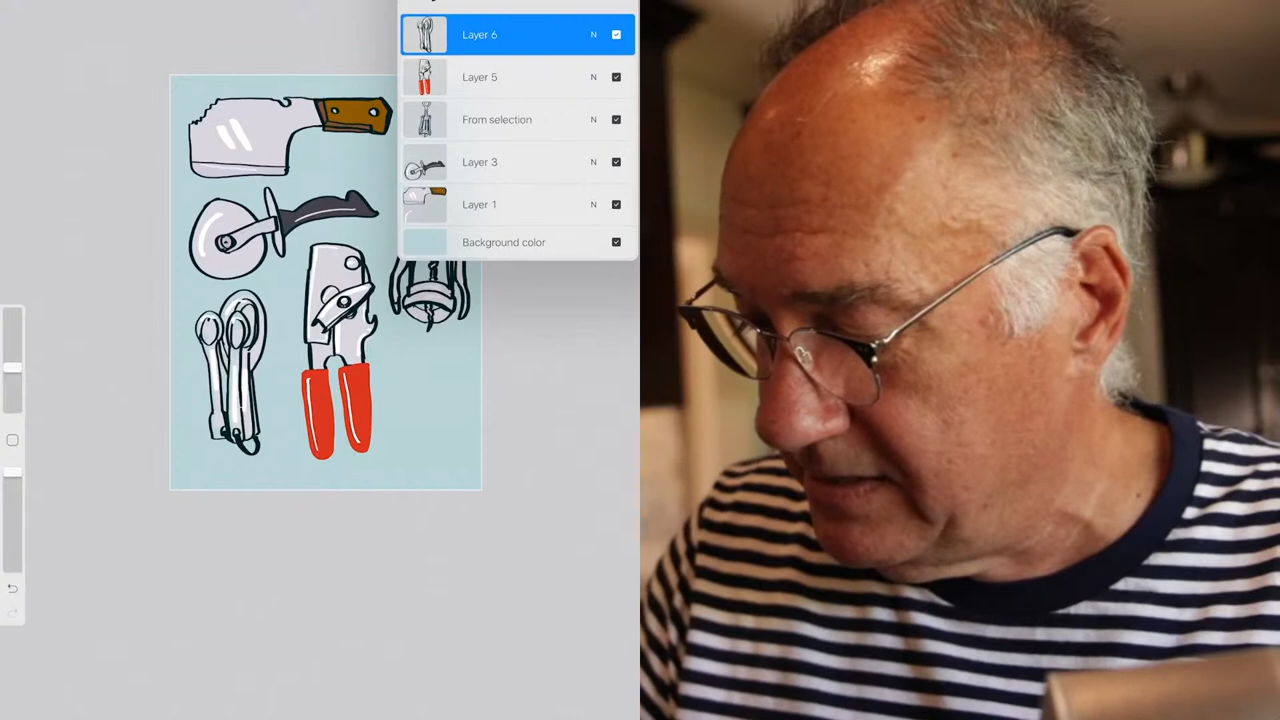 Layer 6 N
Layer 5 N
From selection N
Layer 3 N
Layer 1 N
Background color